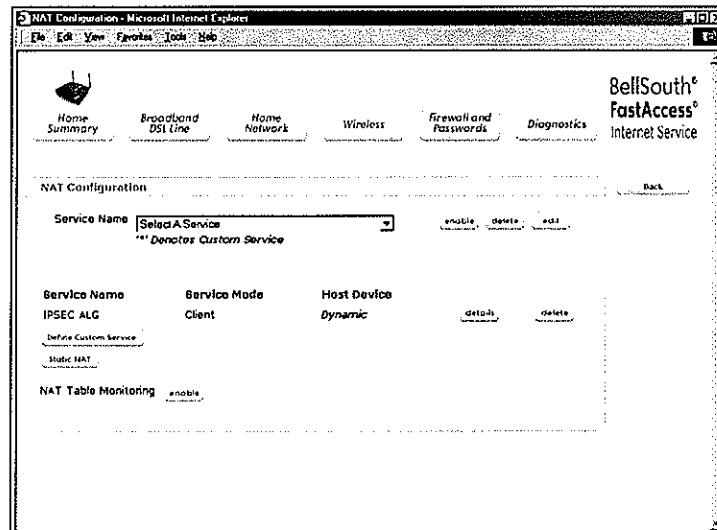 NAT Configuration - Microsoft Internet Explorer
File Edit View Favorites Tools Help
BellSouth®
FastAccess®
Internet Service
Home Summary
Broadband DSL Line
Home Network
Wireless
Firewall and Passwords
Diagnostics
NAT Configuration
Back
Service Name Select A Service enable delete edit
"*" Denotes Custom Service
Service Name Service Mode Host Device
IPSEC ALG Client Dynamic details delete
Define Custom Service
Static NAT
NAT Table Monitoring enable